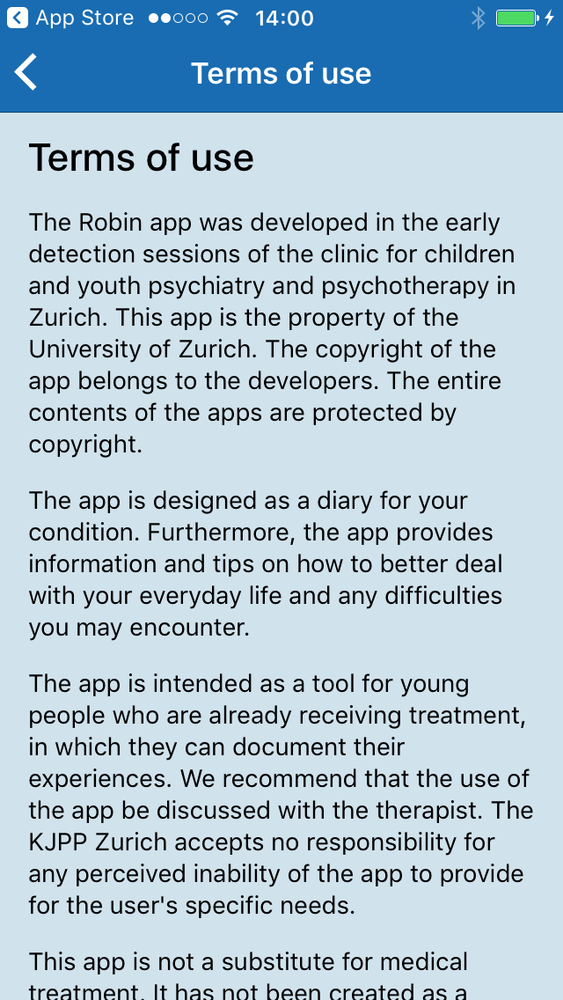 App Store 14:00
Terms of use
Terms of use
The Robin app was developed in the early
detection sessions of the clinic for children
and youth psychiatry and psychotherapy in
Zurich. This app is the property of the
University of Zurich. The copyright of the
app belongs to the developers. The entire
contents of the apps are protected by
copyright.
The app is designed as a diary for your
condition. Furthermore, the app provides
information and tips on how to better deal
with your everyday life and any difficulties
you may encounter.
The app is intended as a tool for young
people who are already receiving treatment,
in which they can document their
experiences. We recommend that the use of
the app be discussed with the therapist. The
KJPP Zurich accepts no responsibility for
any perceived inability of the app to provide
for the user's specific needs.
This app is not a substitute for medical
treatment. It has not been created as a